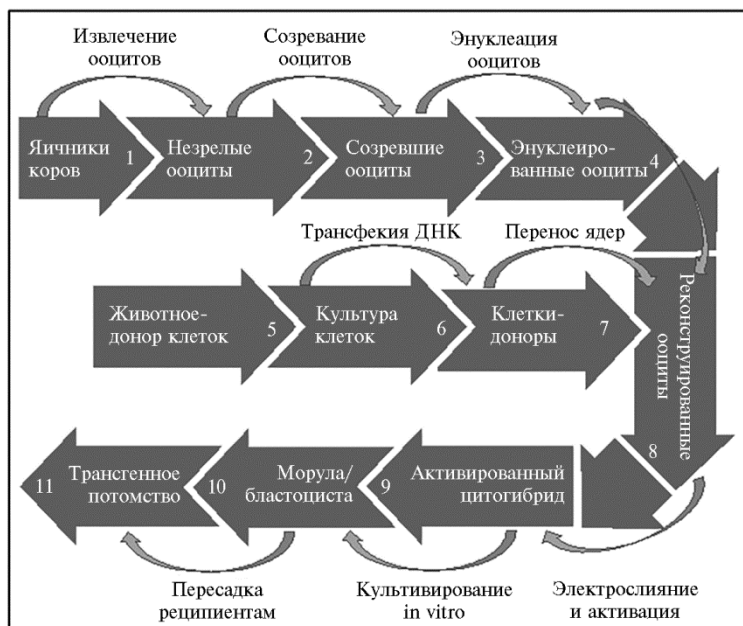 Извлечение
ооцитов
Созревание
ооцитов
Энуклеация
ооцитов
Яичники
коров
1
Незрелые
ооциты
2
Созревшие
ооциты
3
Энуклеиро-
ванные ооциты
4
Трансфекия ДНК
Перенос ядер
Животное-
донор клеток
5
Культура
клеток
6
Клетки-
доноры
7
Реконструированные
ооциты
8
11
Трансгенное
потомство
10
Морула/
бластоциста
9
Активированный
цитогибрид
Пересадка
реципиентам
Культивирование
in vitro
Электрослияние
и активация